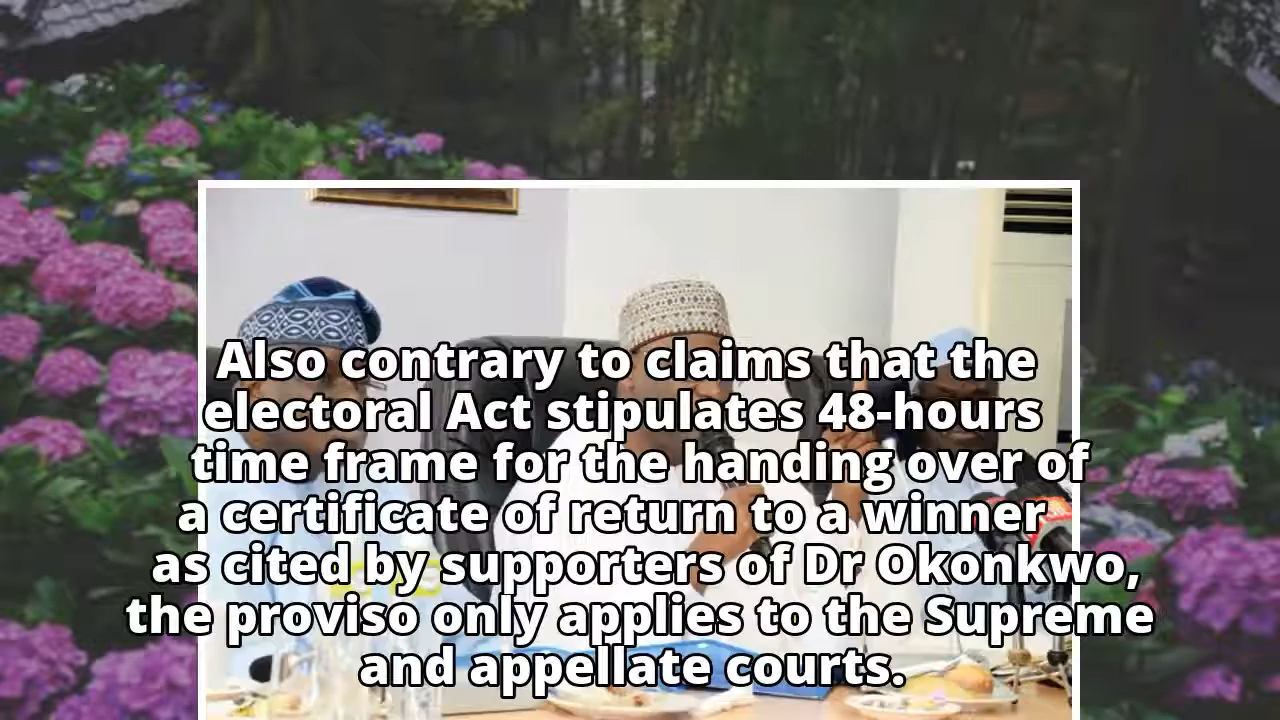 Also contrary to claims that the
electoral Act stipulates 48-hours
time frame for the handing over of
a certificate of return to a winner
as cited by supporters of Dr Okonkwo,
the proviso only applies to the Supreme
and appellate courts.